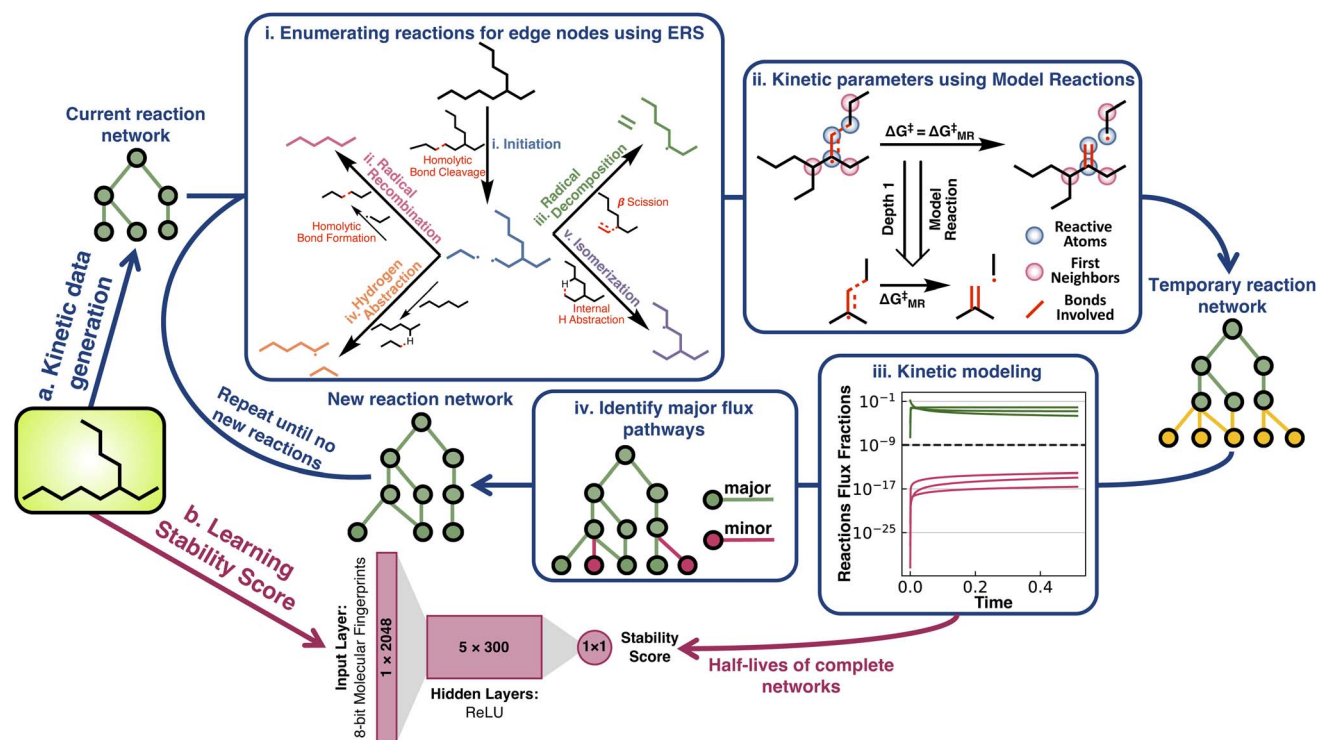 i. Enumerating reactions for edge nodes using ERS
i. Initiation
Homolytic
Bond Cleavage
ii. Radical
Recombination
Homolytic
Bond Formation
iii. Radical
Decomposition
β Scission
iv. Hydrogen
Abstraction
H
v. Isomerization
H
Internal
H Abstraction
ii. Kinetic parameters using Model Reactions
ΔG‡ = ΔG‡MR
Depth 1
Model
Reaction
ΔG‡MR
Reactive
Atoms
First
Neighbors
Bonds
Involved
Current reaction
network
a. Kinetic data
generation
Temporary reaction
network
iii. Kinetic modeling
Reactions Flux Fractions
10⁻¹
10⁻⁹
10⁻¹⁷
10⁻²⁵
0.0
0.2
0.4
Time
iv. Identify major flux
pathways
major
minor
New reaction network
Repeat until no
new reactions
b. Learning
Stability Score
Input Layer:
8-bit Molecular Fingerprints
1 × 2048
5 × 300
Hidden Layers:
ReLU
1×1
Stability
Score
Half-lives of complete
networks